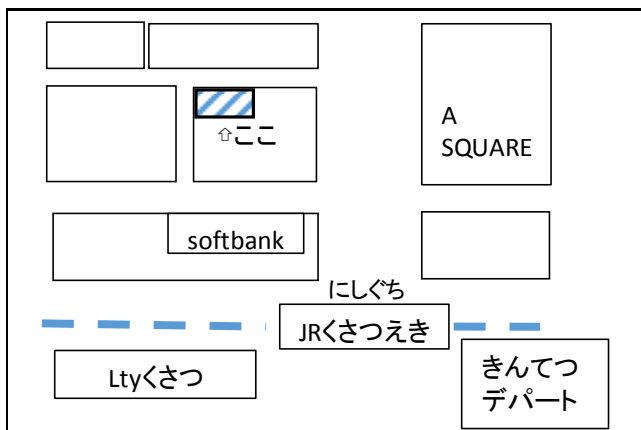 ⇧ここ
A
SQUARE
softbank
にしぐち
JRくさつえき
Ltyくさつ
きんてつ
デパート